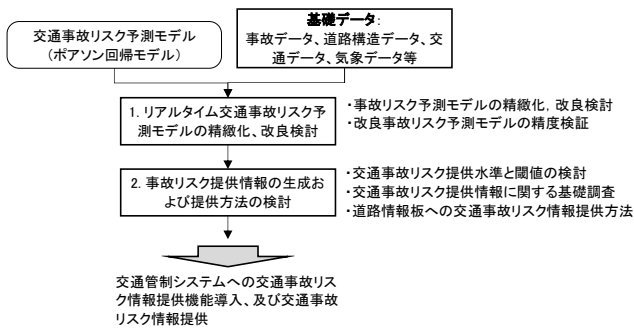 交通事故リスク予測モデル
（ポアソン回帰モデル）
基礎データ：
事故データ、道路構造データ、交
通データ、気象データ等
1. リアルタイム交通事故リスク予
測モデルの精緻化、改良検討
・事故リスク予測モデルの精緻化，改良検討
・改良事故リスク予測モデルの精度検証
2. 事故リスク提供情報の生成お
よび提供方法の検討
・交通事故リスク提供水準と閾値の検討
・交通事故リスク提供情報に関する基礎調査
・道路情報板への交通事故リスク情報提供方法
交通管制システムへの交通事故リス
ク情報提供機能導入、及び交通事故
リスク情報提供